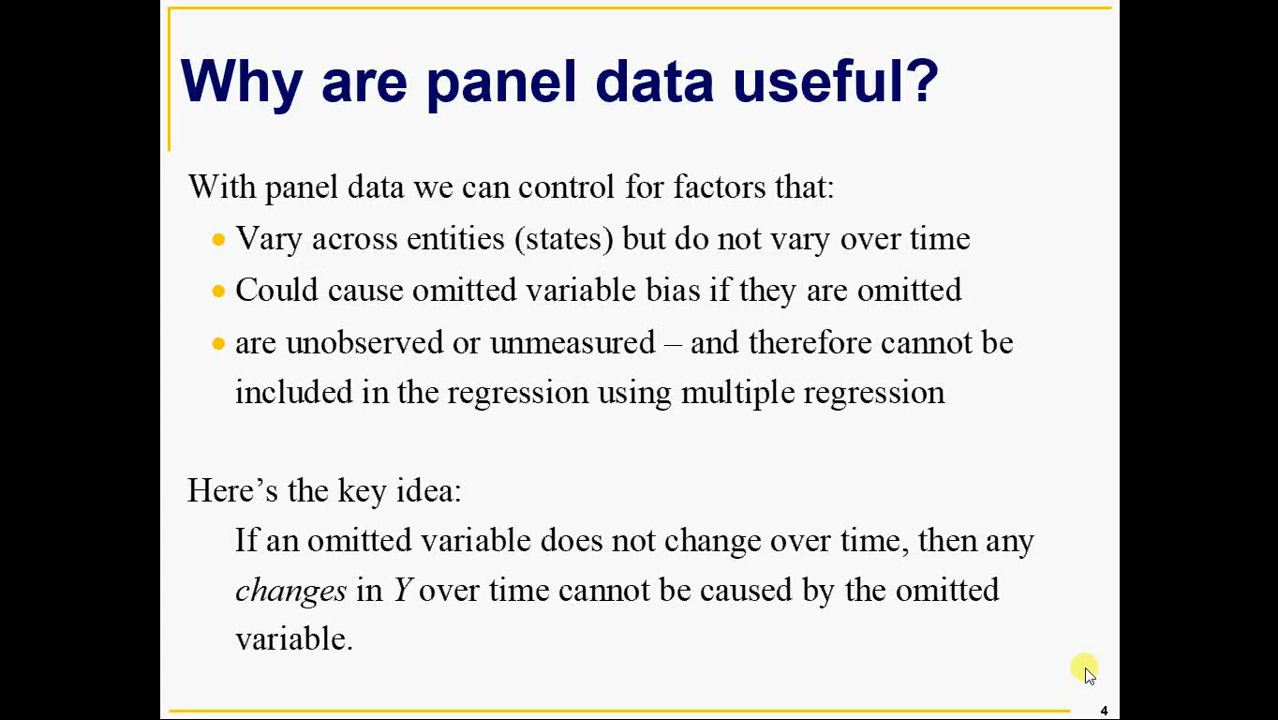 Why are panel data useful?
With panel data we can control for factors that:
• Vary across entities (states) but do not vary over time
• Could cause omitted variable bias if they are omitted
• are unobserved or unmeasured – and therefore cannot be
included in the regression using multiple regression
Here’s the key idea:
If an omitted variable does not change over time, then any
changes in Y over time cannot be caused by the omitted
variable.
4